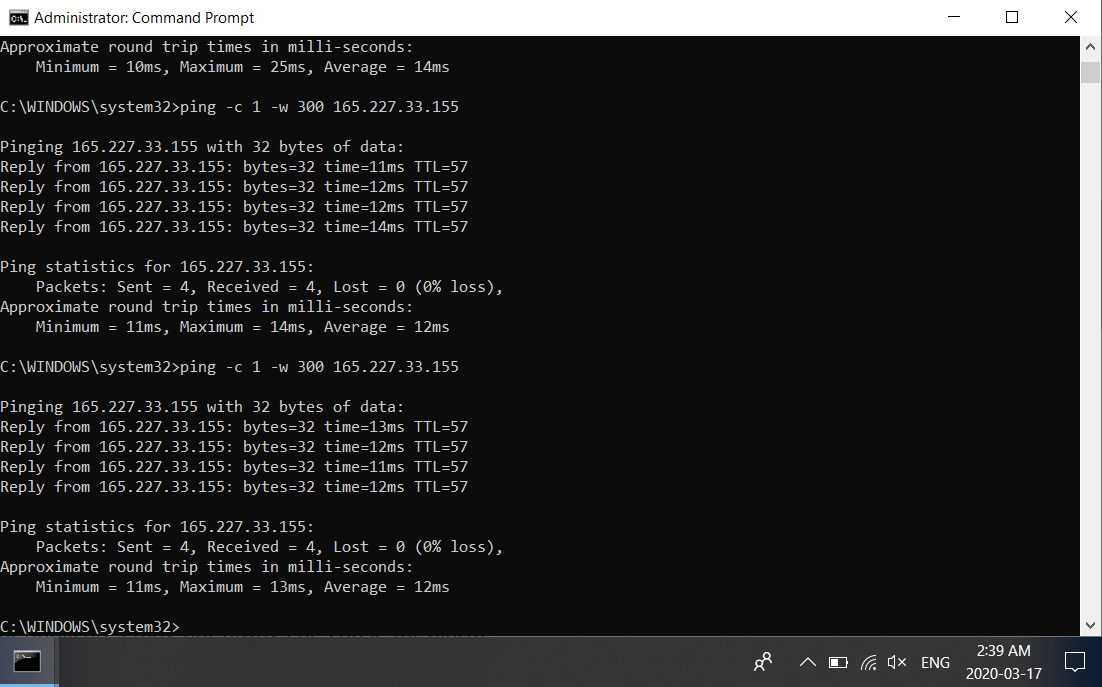 Administrator: Command Prompt
Approximate round trip times in milli-seconds:
    Minimum = 10ms, Maximum = 25ms, Average = 14ms
C:\WINDOWS\system32>ping -c 1 -w 300 165.227.33.155
Pinging 165.227.33.155 with 32 bytes of data:
Reply from 165.227.33.155: bytes=32 time=11ms TTL=57
Reply from 165.227.33.155: bytes=32 time=12ms TTL=57
Reply from 165.227.33.155: bytes=32 time=12ms TTL=57
Reply from 165.227.33.155: bytes=32 time=14ms TTL=57
Ping statistics for 165.227.33.155:
    Packets: Sent = 4, Received = 4, Lost = 0 (0% loss),
Approximate round trip times in milli-seconds:
    Minimum = 11ms, Maximum = 14ms, Average = 12ms
C:\WINDOWS\system32>ping -c 1 -w 300 165.227.33.155
Pinging 165.227.33.155 with 32 bytes of data:
Reply from 165.227.33.155: bytes=32 time=13ms TTL=57
Reply from 165.227.33.155: bytes=32 time=12ms TTL=57
Reply from 165.227.33.155: bytes=32 time=11ms TTL=57
Reply from 165.227.33.155: bytes=32 time=12ms TTL=57
Ping statistics for 165.227.33.155:
    Packets: Sent = 4, Received = 4, Lost = 0 (0% loss),
Approximate round trip times in milli-seconds:
    Minimum = 11ms, Maximum = 13ms, Average = 12ms
C:\WINDOWS\system32>
ENG
2:39 AM
2020-03-17